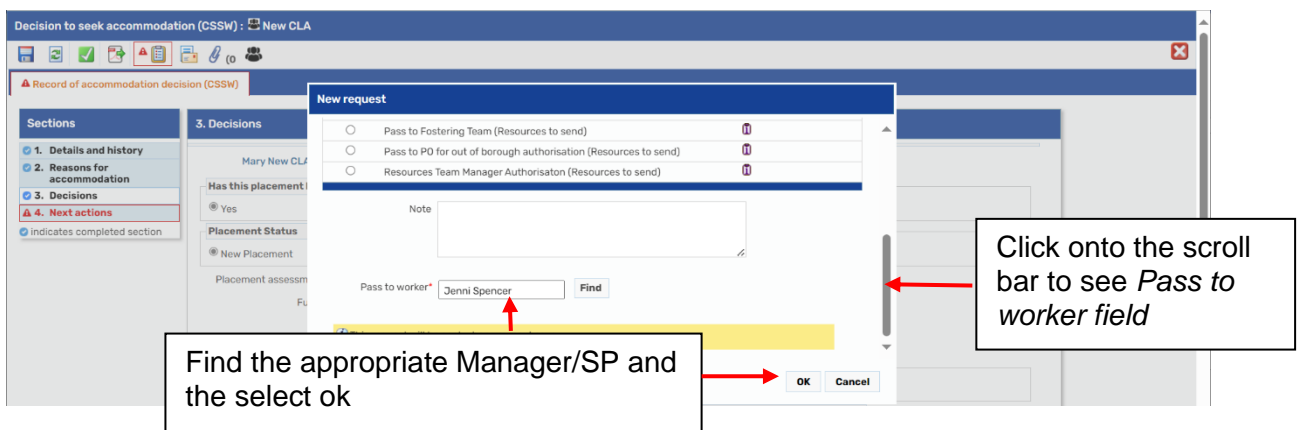 Decision to seek accommodation (CSSW) : New CLA
(0
Record of accommodation decision (CSSW)
Sections
1. Details and history
2. Reasons for
accommodation
3. Decisions
4. Next actions
indicates completed section
3. Decisions
Mary New CLA
Has this placement
Yes
Placement Status
New Placement
Placement assessm
Fu
New request
Pass to Fostering Team (Resources to send)
Pass to PO for out of borough authorisation (Resources to send)
Resources Team Manager Authorisaton (Resources to send)
Note
Pass to worker*
Jenni Spencer
Find
OK
Cancel
Click onto the scroll
bar to see Pass to
worker field
Find the appropriate Manager/SP and
the select ok